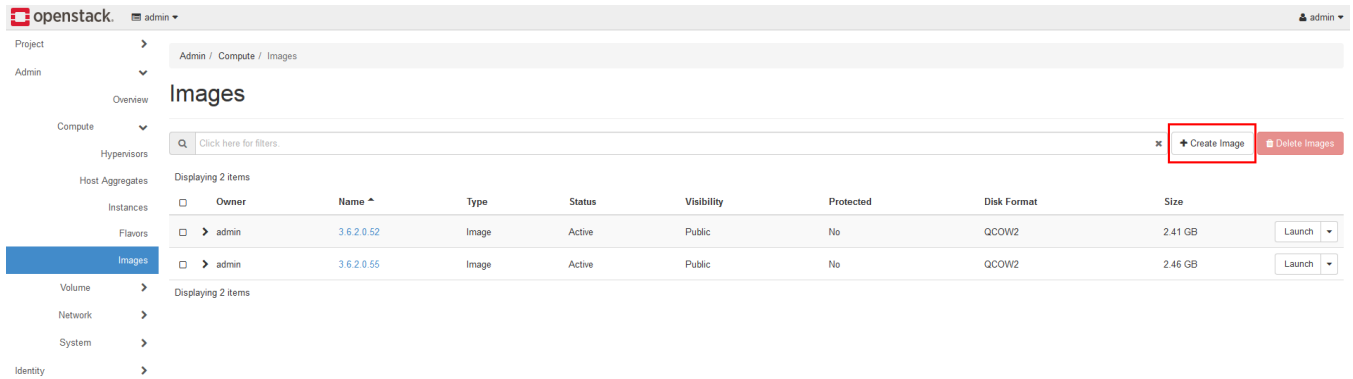 openstack. admin admin
Project
Admin / Compute / Images
Admin
Overview
Images
Compute
Click here for filters. + Create Image Delete Images
Hypervisors
Host Aggregates
Displaying 2 items
Owner Name Type Status Visibility Protected Disk Format Size
Instances
Flavors
admin 3.6.2.0.52 Image Active Public No QCOW2 2.41 GB Launch
Images
admin 3.6.2.0.55 Image Active Public No QCOW2 2.46 GB Launch
Volume
Displaying 2 items
Network
System
Identity